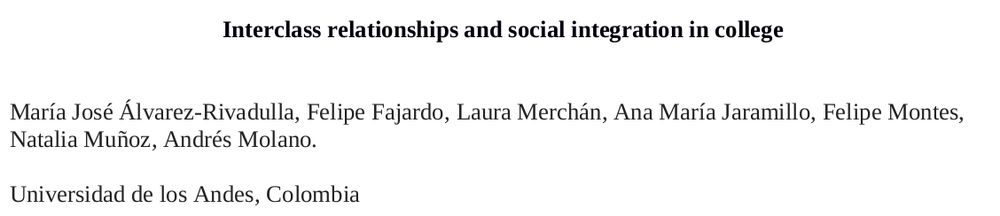 Interclass relationships and social integration in college
María José Álvarez-Rivadulla, Felipe Fajardo, Laura Merchán, Ana María Jaramillo, Felipe Montes,
Natalia Muñoz, Andrés Molano.
Universidad de los Andes, Colombia